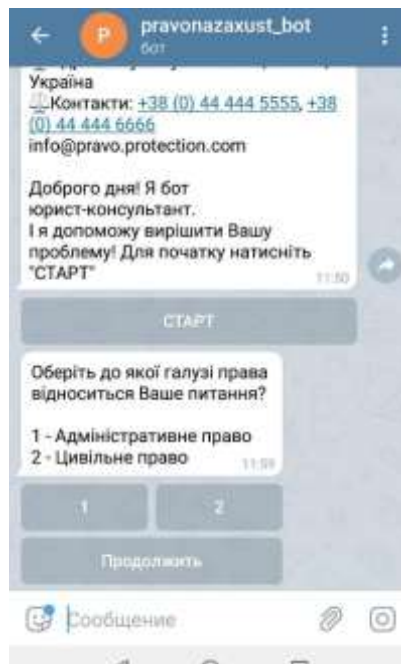 pravonazaxust_bot
бот
Україна
Контакти: +38 (0) 44 444 5555, +38
(0) 44 444 6666
info@pravo.protection.com
Доброго дня! Я бот
юрист-консультант.
І я допоможу вирішити Вашу
проблему! Для початку натисніть
"СТАРТ"
11:50
СТАРТ
Оберіть до якої галузі права
відноситься Ваше питання?
1 - Адміністративне право
2 - Цивільне право
11:59
1
2
Продолжить
Сообщение